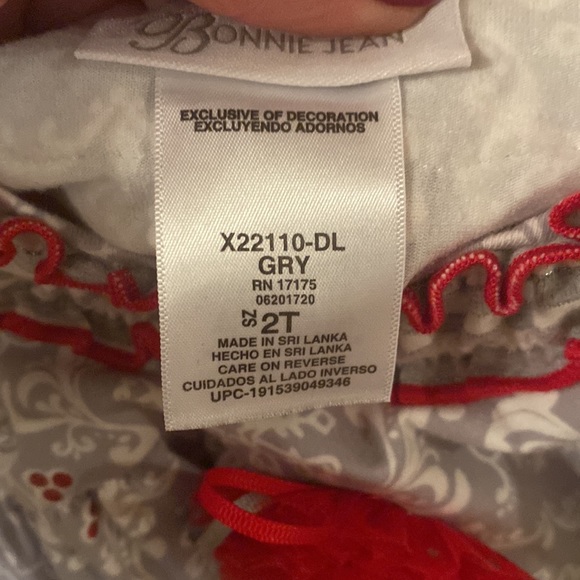 BONNIE JEAN
EXCLUSIVE OF DECORATION
EXCLUYENDO ADORNOS
X22110-DL
GRY
RN 17175
06201720
SZ 2T
MADE IN SRI LANKA
HECHO EN SRI LANKA
CARE ON REVERSE
CUIDADOS AL LADO INVERSO
UPC-191539049346